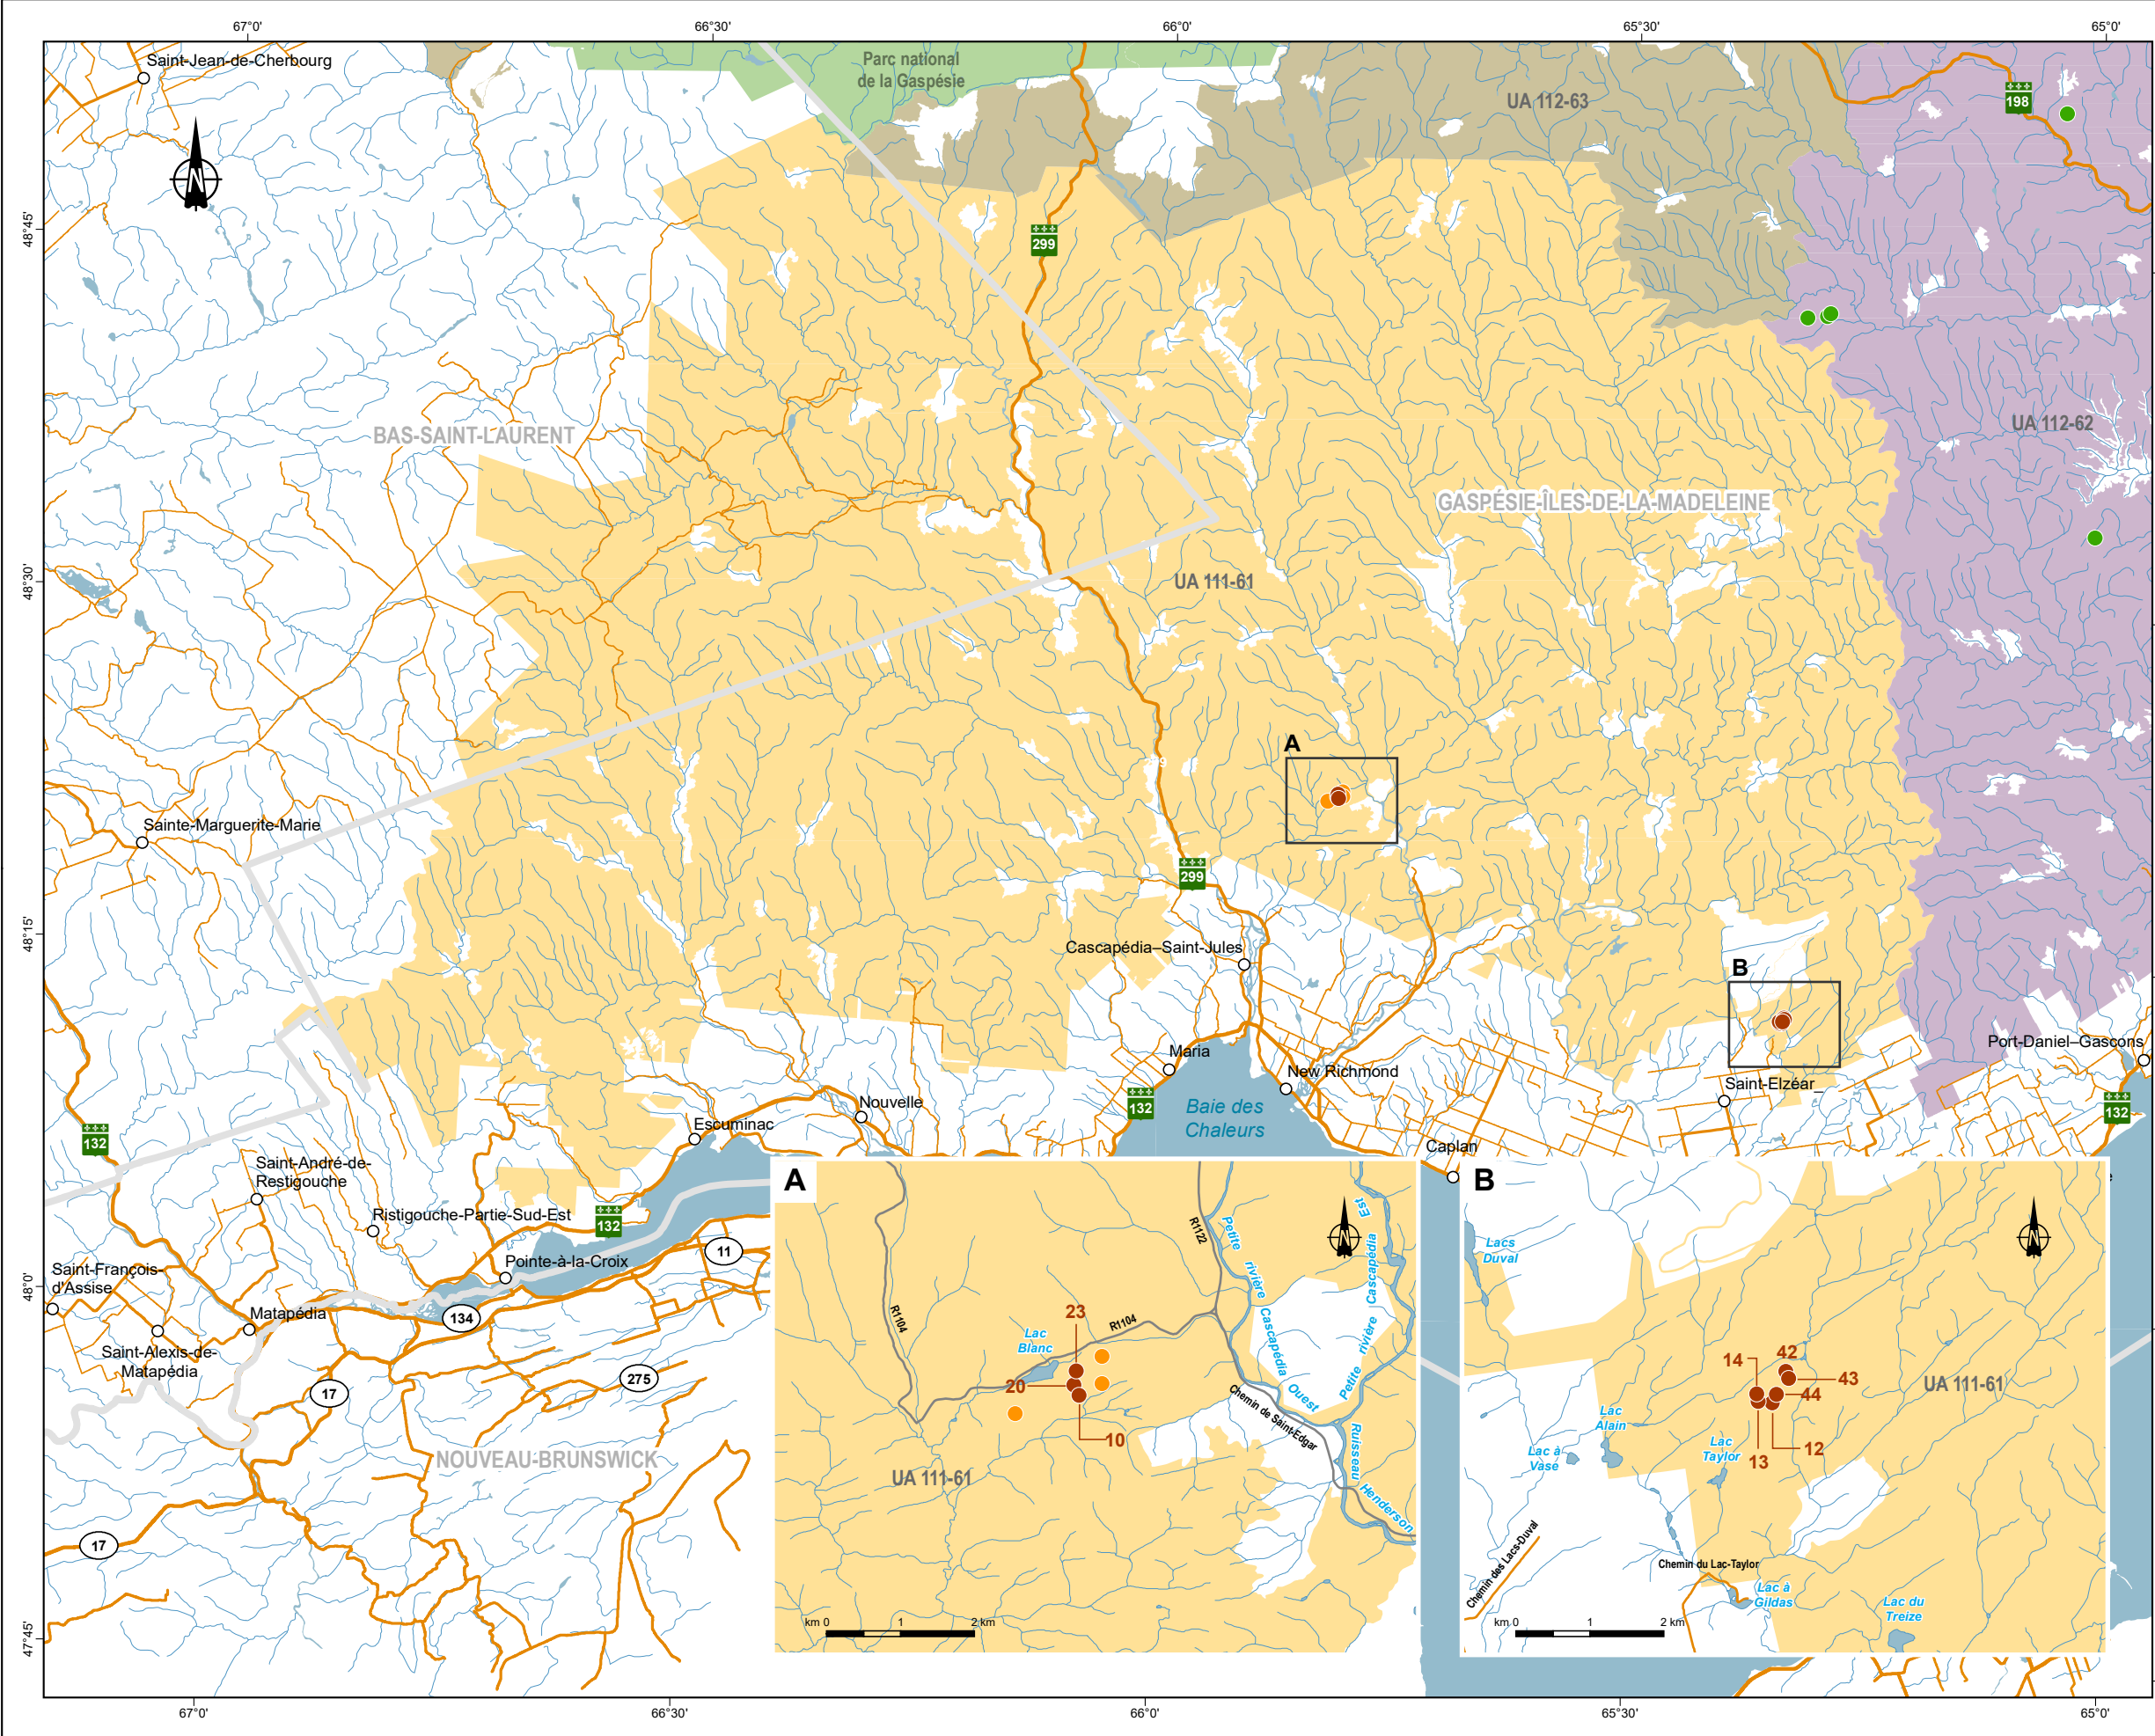 67°0'
66°30'
66°0'
65°30'
65°0'
Saint-Jean-de-Cherbourg
Parc national
de la Gaspésie
UA 112-63
198
N
48°45'
299
BAS-SAINT-LAURENT
UA 112-62
GASPÉSIE-ÎLES-DE-LA-MADELEINE
48°30'
UA 111-61
A
Sainte-Marguerite-Marie
299
48°15'
Cascapédia–Saint-Jules
B
Maria
New Richmond
Port-Daniel–Gascons
Saint-Elzéar
132
132
132
Baie des
Chaleurs
Nouvelle
Escuminac
Caplan
Saint-André-de-
Restigouche
Ristigouche-Partie-Sud-Est
132
Pointe-à-la-Croix
11
48°0'
Saint-François-
d'Assise
Matapédia
134
Saint-Alexis-de-
Matapédia
17
275
NOUVEAU-BRUNSWICK
17
47°45'
A
R1122
R1104
R1104
Petite
rivière
Cascapédia
Ouest
Est
Cascapédia
rivière
Petite
N
23
Lac
Blanc
20
10
Chemin de Saint-Edgar
Ruisseau
Henderson
UA 111-61
km 0
1
2 km
B
Lacs
Duval
N
14
42
43
44
UA 111-61
Lac
Alain
Lac à
Vase
Lac
Taylor
13
12
Chemin des Lacs-Duval
Chemin du Lac-Taylor
Lac à
Gildas
Lac du
Treize
km 0
1
2 km
67°0'
66°30'
66°0'
65°30'
65°0'